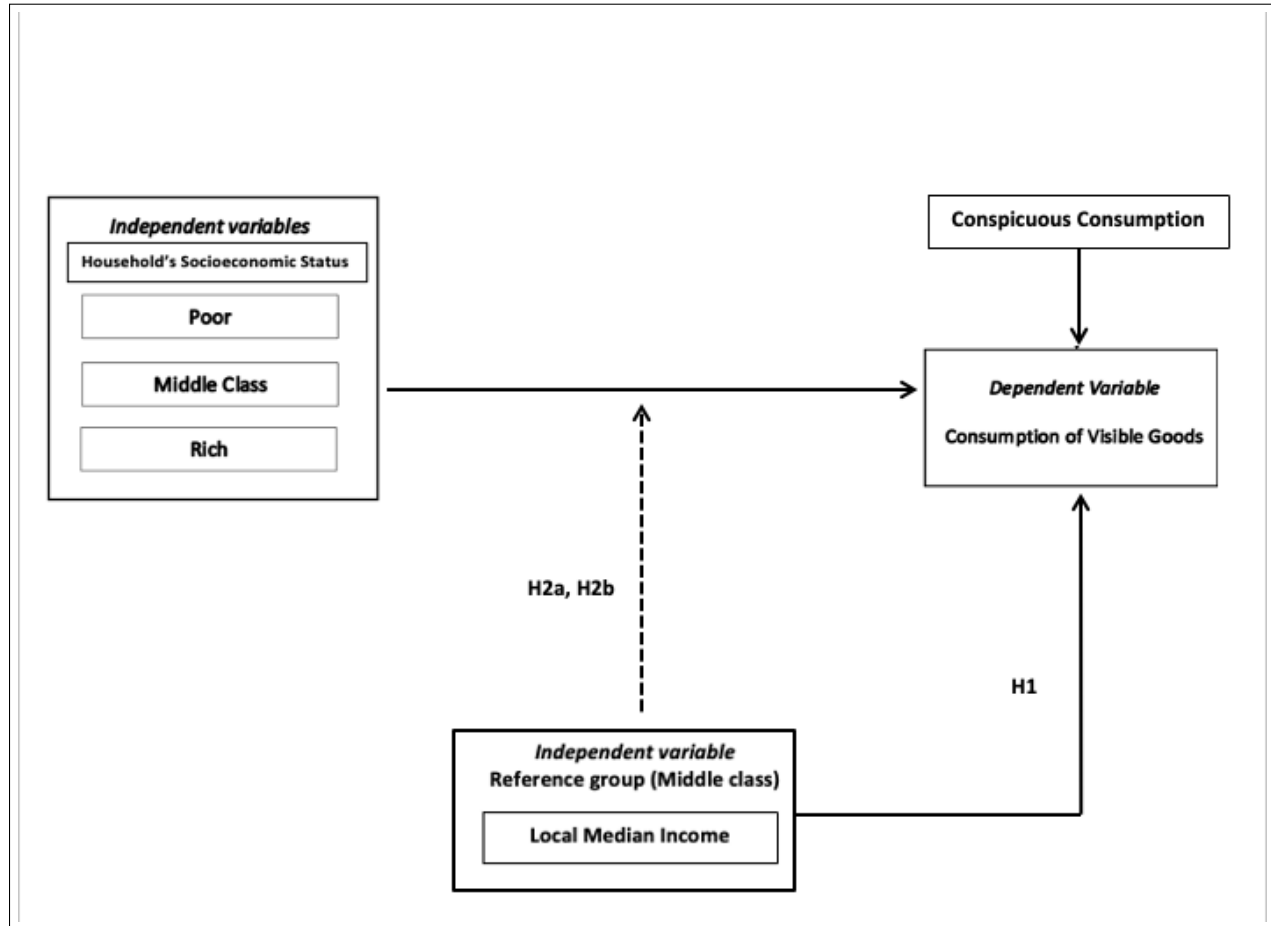 Independent variables
Household's Socioeconomic Status
Poor
Middle Class
Rich
Conspicuous Consumption
Dependent Variable
Consumption of Visible Goods
H2a, H2b
H1
Independent variable
Reference group (Middle class)
Local Median Income